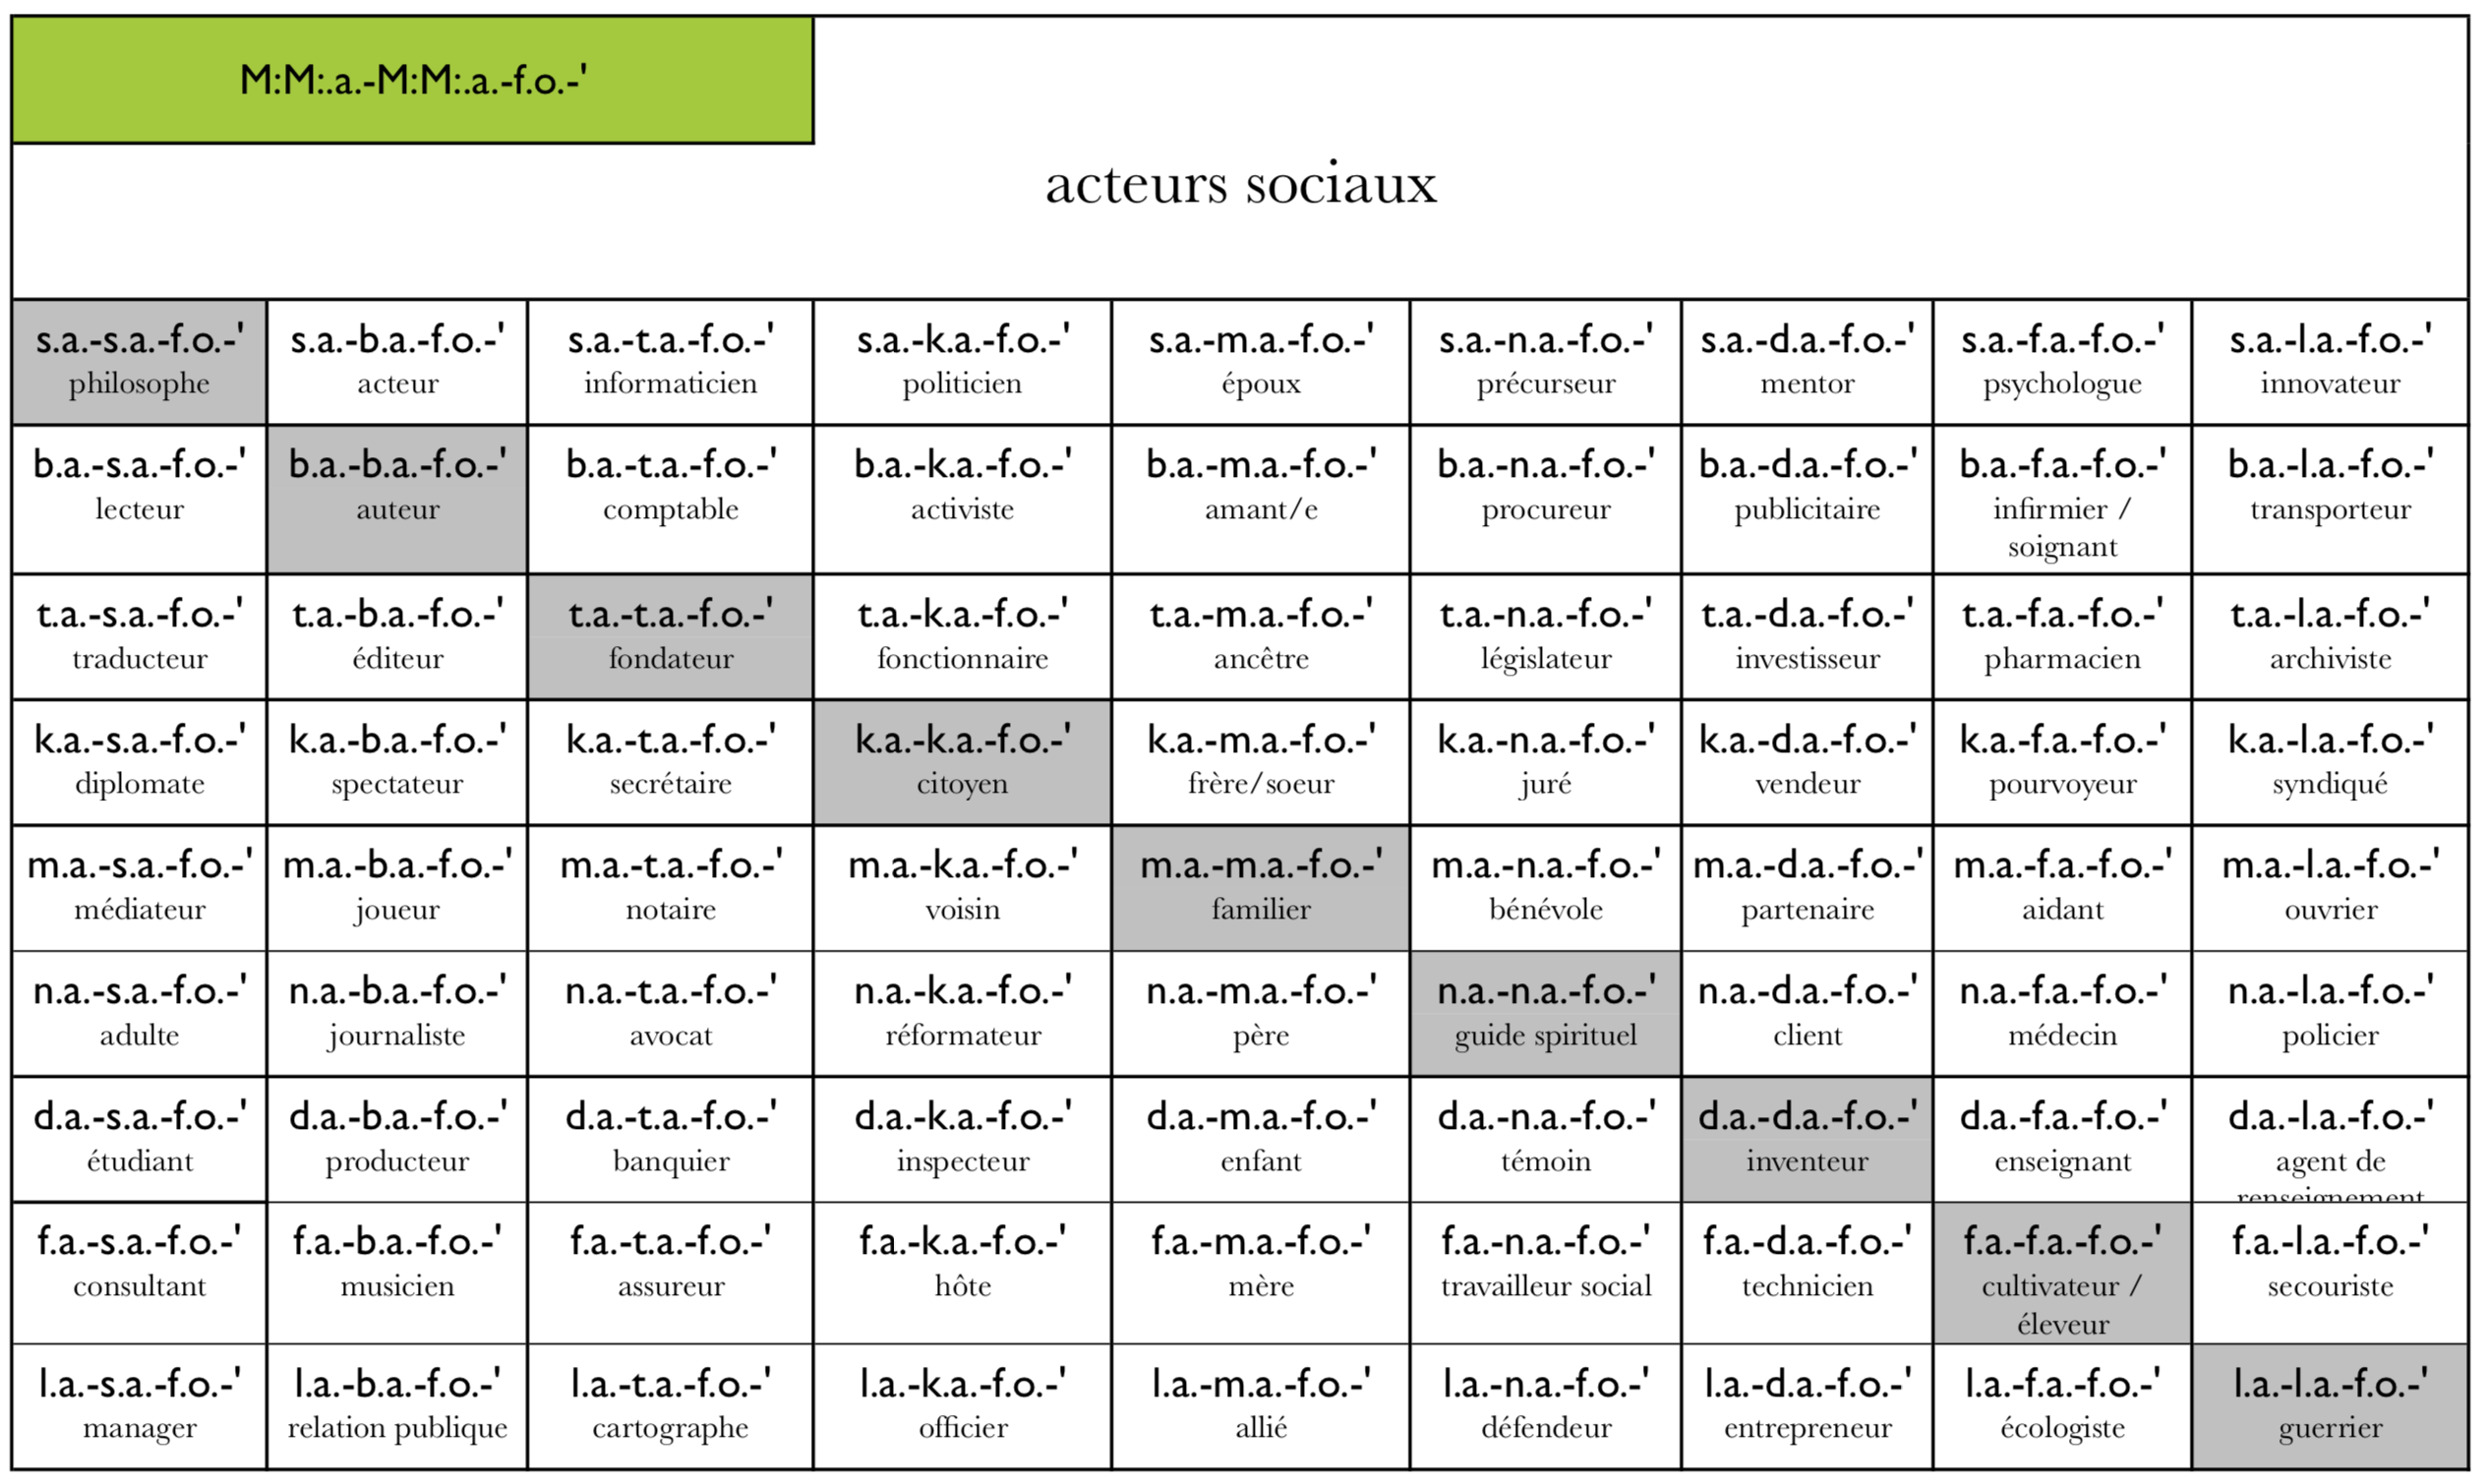 M:M:.a.-M:M:.a.-f.o.-'
acteurs sociaux
s.a.-s.a.-f.o.-' s.a.-b.a.-f.o.-' s.a.-t.a.-f.o.-' s.a.-k.a.-f.o.-' s.a.-m.a.-f.o.-' s.a.-n.a.-f.o.-' s.a.-d.a.-f.o.-' s.a.-f.a.-f.o.-' s.a.-l.a.-f.o.-'
philosophe acteur informaticien politicien époux précurseur mentor psychologue innovateur
b.a.-s.a.-f.o.-' b.a.-b.a.-f.o.-' b.a.-t.a.-f.o.-' b.a.-k.a.-f.o.-' b.a.-m.a.-f.o.-' b.a.-n.a.-f.o.-' b.a.-d.a.-f.o.-' b.a.-f.a.-f.o.-' b.a.-l.a.-f.o.-'
lecteur auteur comptable activiste amant/e procureur publicitaire infirmier / transporteur
soignant
t.a.-s.a.-f.o.-' t.a.-b.a.-f.o.-' t.a.-t.a.-f.o.-' t.a.-k.a.-f.o.-' t.a.-m.a.-f.o.-' t.a.-n.a.-f.o.-' t.a.-d.a.-f.o.-' t.a.-f.a.-f.o.-' t.a.-l.a.-f.o.-'
traducteur éditeur fondateur fonctionnaire ancêtre législateur investisseur pharmacien archiviste
k.a.-s.a.-f.o.-' k.a.-b.a.-f.o.-' k.a.-t.a.-f.o.-' k.a.-k.a.-f.o.-' k.a.-m.a.-f.o.-' k.a.-n.a.-f.o.-' k.a.-d.a.-f.o.-' k.a.-f.a.-f.o.-' k.a.-l.a.-f.o.-'
diplomate spectateur secrétaire citoyen frère/soeur juré vendeur pourvoyeur syndiqué
m.a.-s.a.-f.o.-' m.a.-b.a.-f.o.-' m.a.-t.a.-f.o.-' m.a.-k.a.-f.o.-' m.a.-m.a.-f.o.-' m.a.-n.a.-f.o.-' m.a.-d.a.-f.o.-' m.a.-f.a.-f.o.-' m.a.-l.a.-f.o.-'
médiateur joueur notaire voisin familier bénévole partenaire aidant ouvrier
n.a.-s.a.-f.o.-' n.a.-b.a.-f.o.-' n.a.-t.a.-f.o.-' n.a.-k.a.-f.o.-' n.a.-m.a.-f.o.-' n.a.-n.a.-f.o.-' n.a.-d.a.-f.o.-' n.a.-f.a.-f.o.-' n.a.-l.a.-f.o.-'
adulte journaliste avocat réformateur père guide spirituel client médecin policier
d.a.-s.a.-f.o.-' d.a.-b.a.-f.o.-' d.a.-t.a.-f.o.-' d.a.-k.a.-f.o.-' d.a.-m.a.-f.o.-' d.a.-n.a.-f.o.-' d.a.-d.a.-f.o.-' d.a.-f.a.-f.o.-' d.a.-l.a.-f.o.-'
étudiant producteur banquier inspecteur enfant témoin inventeur enseignant agent de
renseignement
f.a.-s.a.-f.o.-' f.a.-b.a.-f.o.-' f.a.-t.a.-f.o.-' f.a.-k.a.-f.o.-' f.a.-m.a.-f.o.-' f.a.-n.a.-f.o.-' f.a.-d.a.-f.o.-' f.a.-f.a.-f.o.-' f.a.-l.a.-f.o.-'
consultant musicien assureur hôte mère travailleur social technicien cultivateur / secouriste
éleveur
l.a.-s.a.-f.o.-' l.a.-b.a.-f.o.-' l.a.-t.a.-f.o.-' l.a.-k.a.-f.o.-' l.a.-m.a.-f.o.-' l.a.-n.a.-f.o.-' l.a.-d.a.-f.o.-' l.a.-f.a.-f.o.-' l.a.-l.a.-f.o.-'
manager relation publique cartographe officier allié défendeur entrepreneur écologiste guerrier